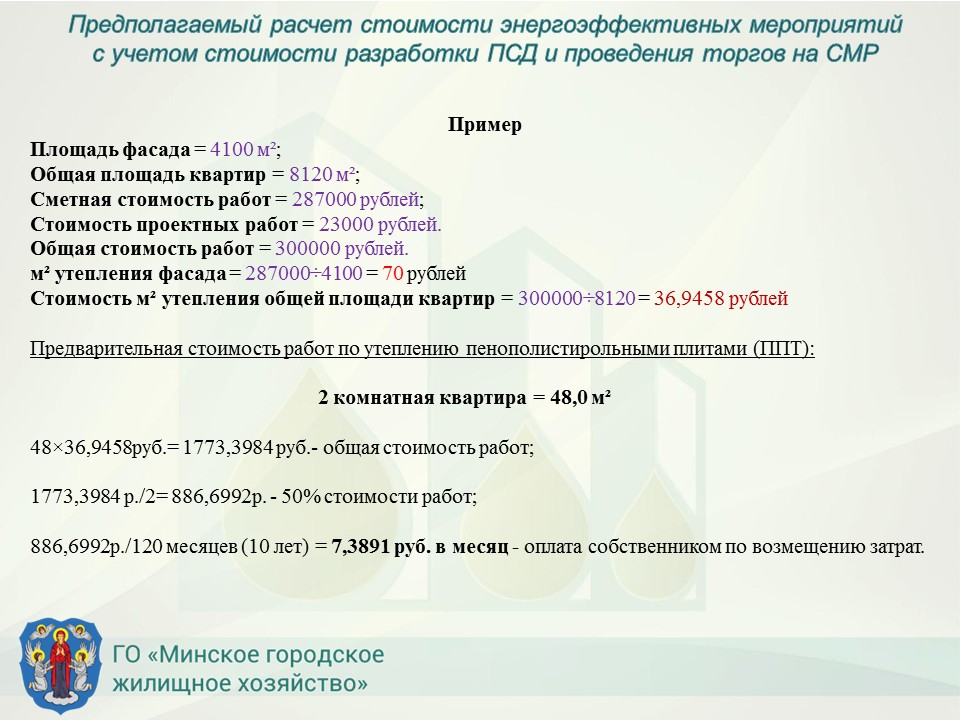 Предполагаемый расчет стоимости энергоэффективных мероприятий
с учетом стоимости разработки ПСД и проведения торгов на СМР
Пример
Площадь фасада = 4100 м²;
Общая площадь квартир = 8120 м²;
Сметная стоимость работ = 287000 рублей;
Стоимость проектных работ = 23000 рублей.
Общая стоимость работ = 300000 рублей.
м² утепления фасада = 287000÷4100 = 70 рублей
Стоимость м² утепления общей площади квартир = 300000÷8120 = 36,9458 рублей
Предварительная стоимость работ по утеплению пенополистирольными плитами (ППТ):
2 комнатная квартира = 48,0 м²
48×36,9458руб.= 1773,3984 руб.- общая стоимость работ;
1773,3984 р./2= 886,6992р. - 50% стоимости работ;
886,6992р./120 месяцев (10 лет) = 7,3891 руб. в месяц - оплата собственником по возмещению затрат.
ГО «Минское городское
жилищное хозяйство»